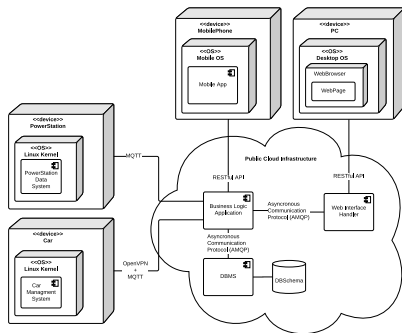 <<device>>
MobilePhone
<<OS>>
Mobile OS
Mobile App
<<device>>
PC
<<OS>>
Desktop OS
WebBrowser
WebPage
<<device>>
PowerStation
<<OS>>
Linux Kernel
PowerStation
Data
System
MQTT
Public Cloud Infrastructure
RESTful API
RESTful API
Business Logic
Application
Asyncronous
Communication
Protocol (AMQP)
Web Interface
Handler
<<device>>
Car
<<OS>>
Linux Kernel
Car
Managment
System
OpenVPN
+
MQTT
Asyncronous
Communication
Protocol (AMQP)
DBMS
DBSchema